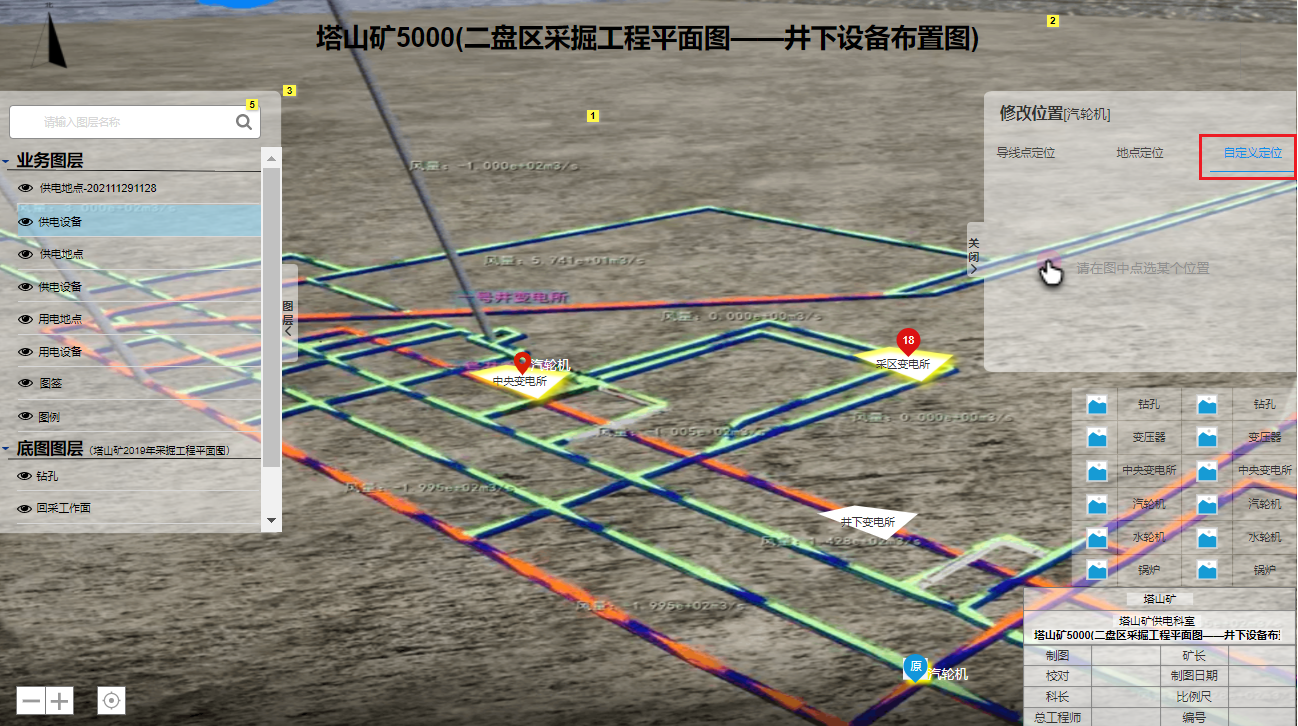 塔山矿5000(二盘区采掘工程平面图——井下设备布置图)
2
3
5
1
请输入图层名称
业务图层
供电地点-202111291128
供电设备
供电地点
供电设备
用电地点
用电设备
图签
图例
底图图层（塔山矿2019年采掘工程平面图）
钻孔
回采工作面
图层
风量: -1.000e+02m3/s
风量: 5.741e+01m3/s
一号井变电所
风量: 0.000e+00m3/s
汽轮机
中央变电所
18
采区变电所
风量: 0.000e+00m3/s
风量: -1.005e+02m3/s
风量: 1.995e+02m3/s
井下变电所
风量: 1.428e+02m3/s
风量: 1.995e+02m3/s
原
汽轮机
修改位置[汽轮机]
导线点定位 地点定位 自定义定位
关闭
请在图中点选某个位置
钻孔 钻孔
变压器 变压器
中央变电所 中央变电所
汽轮机 汽轮机
水轮机 水轮机
锅炉 锅炉
塔山矿
塔山矿供电科室
塔山矿5000(二盘区采掘工程平面图——井下设备布
制图 矿长
校对 制图日期
科长 比例尺
总工程师 编号